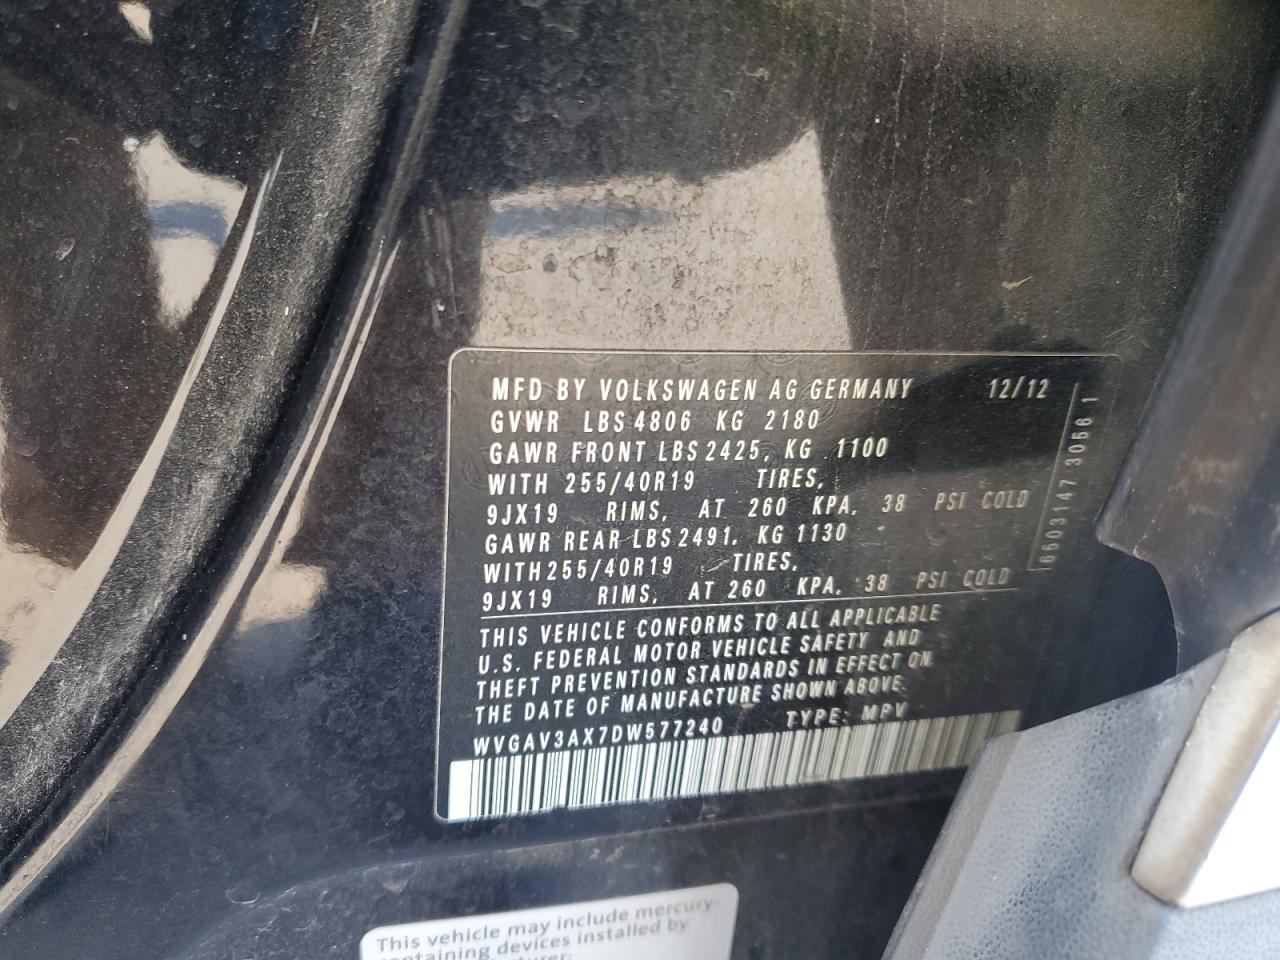 MFD BY VOLKSWAGEN AG GERMANY 12/12
GVWR LBS 4806 KG 2180
GAWR FRONT LBS 2425, KG 1100
WITH 255/40R19 TIRES,
9JX19 RIMS, AT 260 KPA, 38 PSI COLD
GAWR REAR LBS 2491, KG 1130
WITH 255/40R19 TIRES,
9JX19 RIMS, AT 260 KPA, 38 PSI COLD
6503147 30561
THIS VEHICLE CONFORMS TO ALL APPLICABLE
U.S. FEDERAL MOTOR VEHICLE SAFETY AND
THEFT PREVENTION STANDARDS IN EFFECT ON
THE DATE OF MANUFACTURE SHOWN ABOVE.
WVGAV3AX7DW577240 TYPE: MPV
This vehicle may include mercury-
containing devices installed by